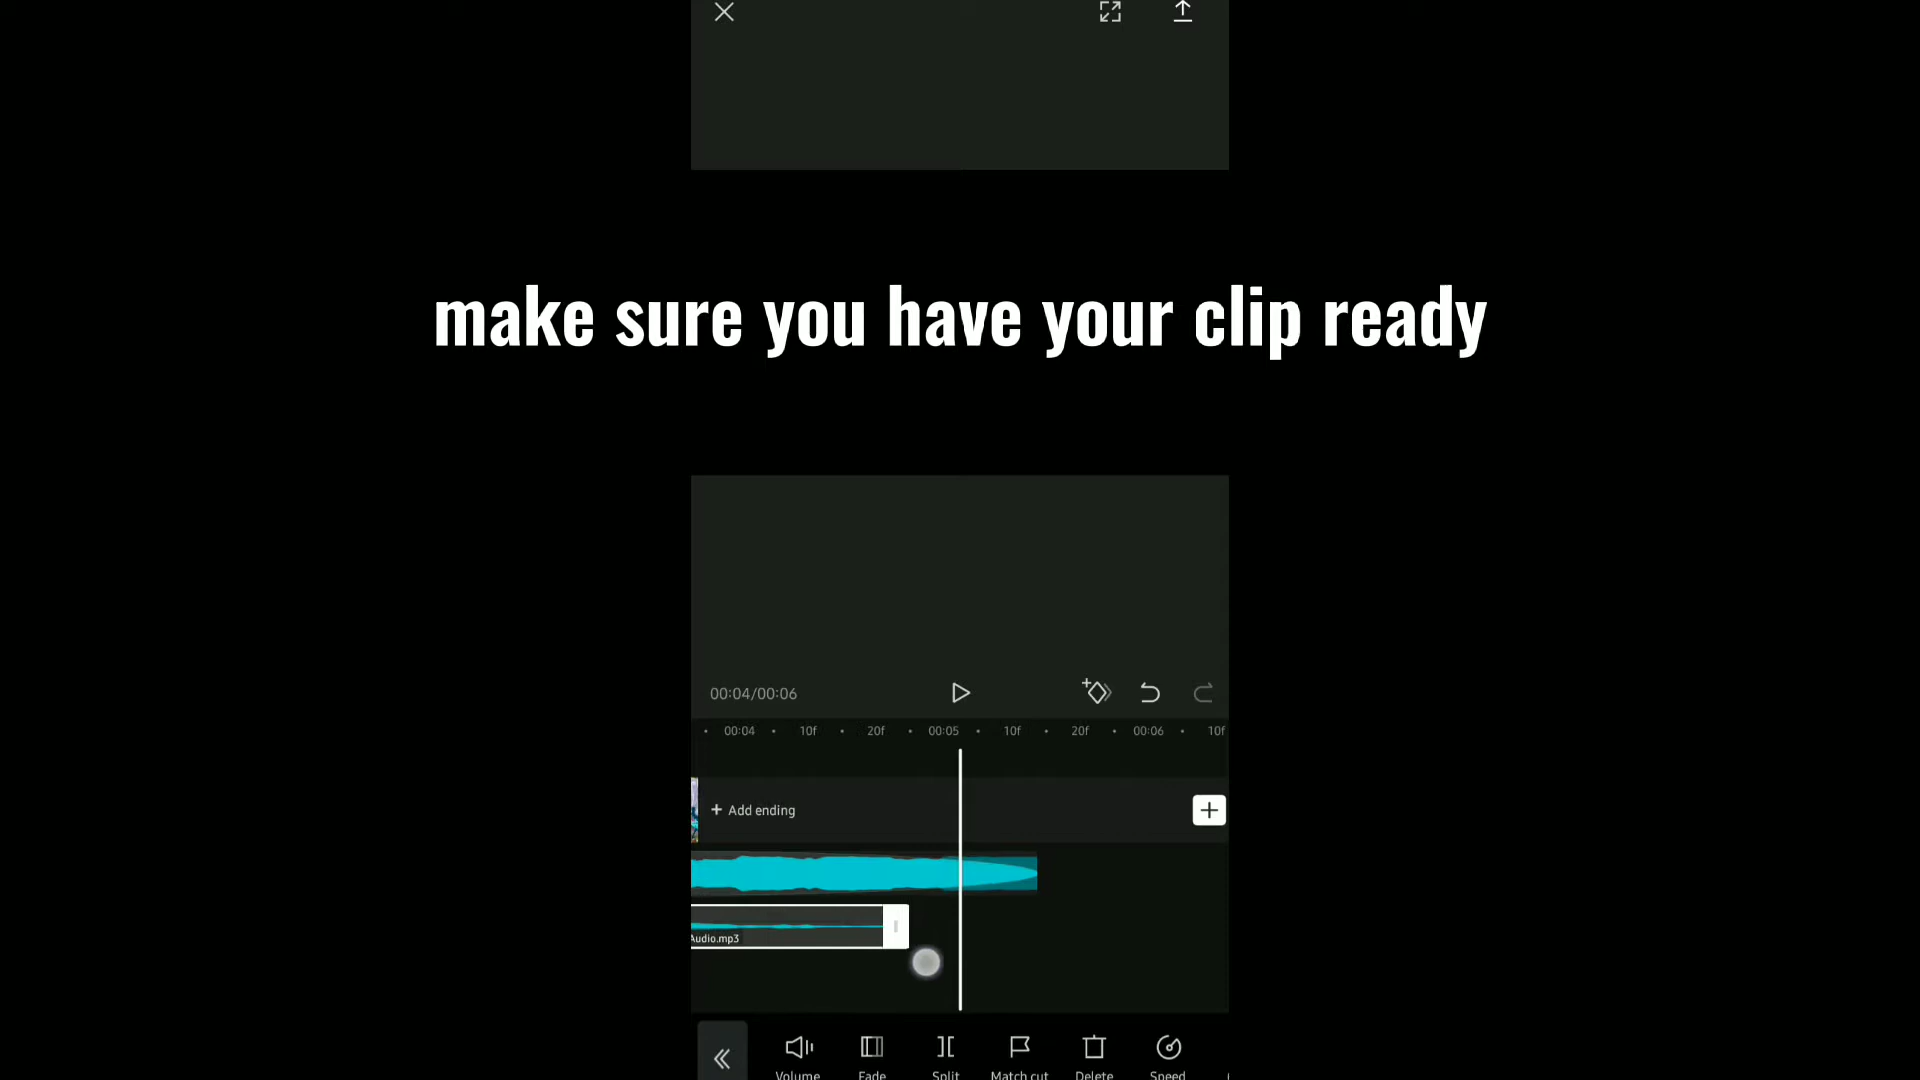 make sure you have your clip ready
00:04/00:06
00:04 10f 20f 00:05 10f 20f 00:06 10f
+ Add ending
Audio.mp3
Volume Fade Split Match cut Delete Speed